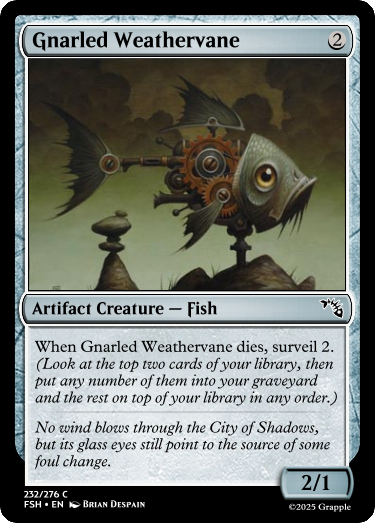 Gnarled Weathervane 2
Artifact Creature — Fish
When Gnarled Weathervane dies, surveil 2.
(Look at the top two cards of your library, then
put any number of them into your graveyard
and the rest on top of your library in any order.)
No wind blows through the City of Shadows,
but its glass eyes still point to the source of some
foul change.
2/1
232/276 C
FSH • EN Brian Despain
©2025 Grapple